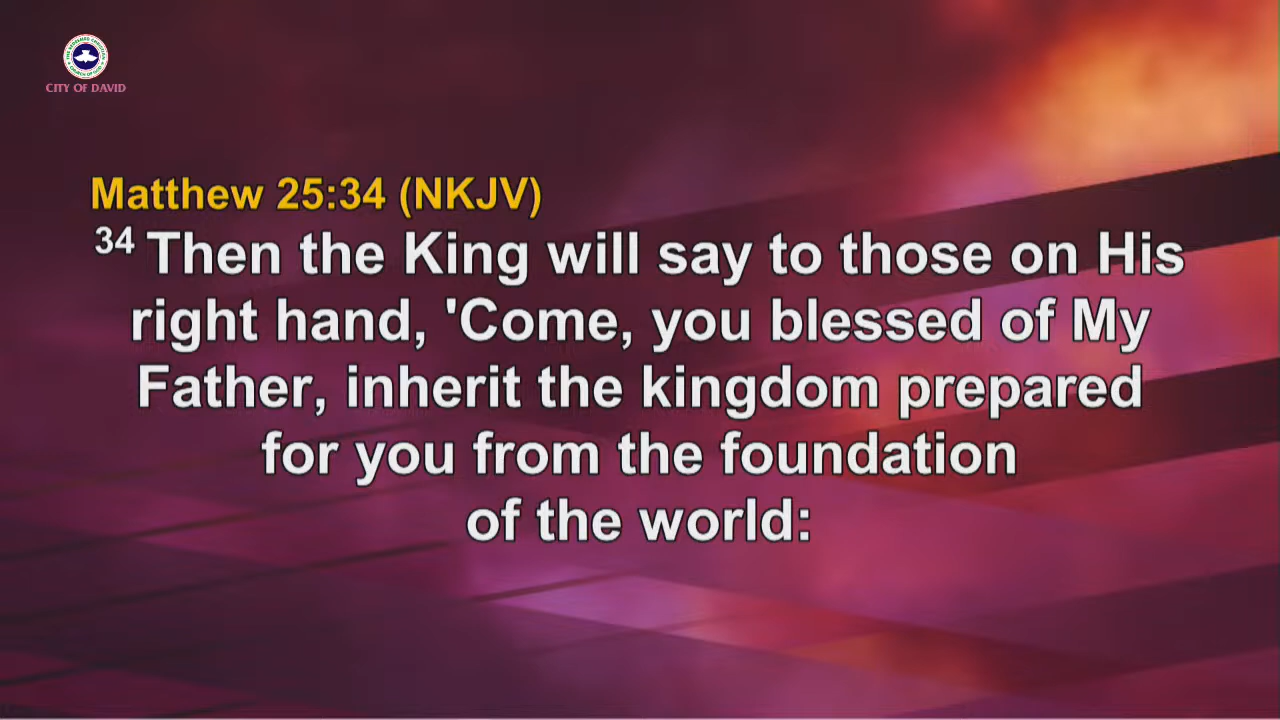 CITY OF DAVID
Matthew 25:34 (NKJV)
34 Then the King will say to those on His
right hand, 'Come, you blessed of My
Father, inherit the kingdom prepared
for you from the foundation
of the world: